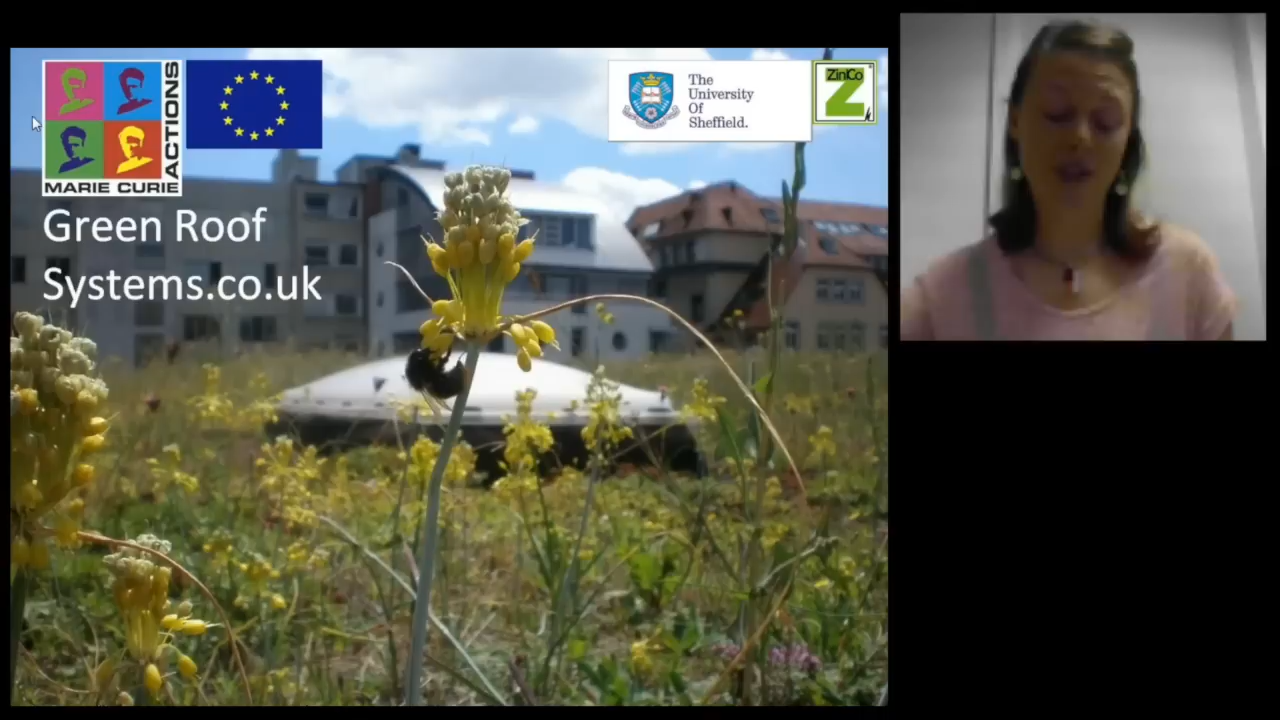 MARIE CURIE
ACTIONS
The
University
Of
Sheffield.
ZinCo
Green Roof
Systems.co.uk